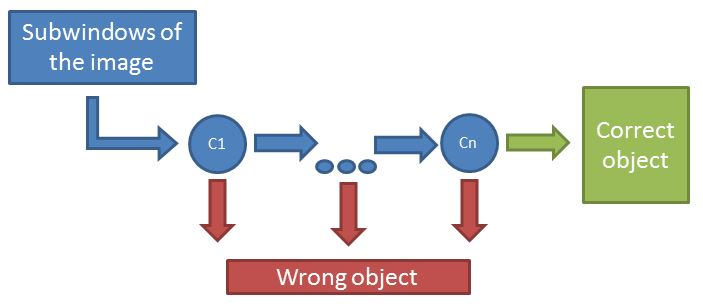 Subwindows of
the image
C1
Cn
Correct
object
Wrong object